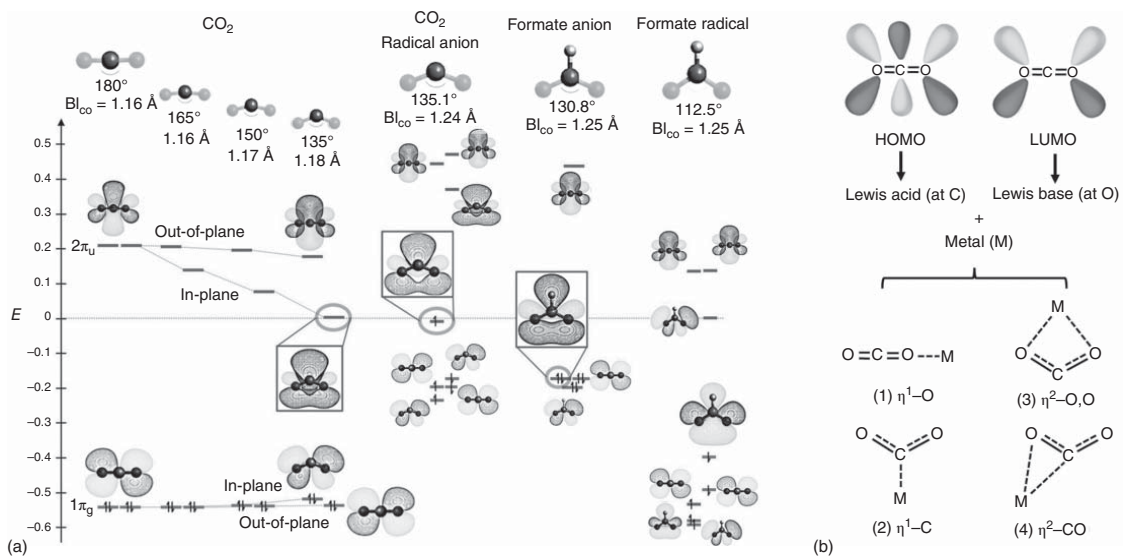 CO2
CO2
Radical anion
Formate anion
Formate radical
180°
BlCO = 1.16 Å
165°
1.16 Å
150°
1.17 Å
135°
1.18 Å
135.1°
BlCO = 1.24 Å
130.8°
BlCO = 1.25 Å
112.5°
BlCO = 1.25 Å
0.5
0.4
0.3
0.2
0.1
0
−0.1
−0.2
−0.3
−0.4
−0.5
−0.6
E
2πu
Out-of-plane
In-plane
In-plane
1πg
Out-of-plane
(a)
O=C=O
O=C=O
HOMO
LUMO
Lewis acid (at C)
Lewis base (at O)
+
Metal (M)
M
O=C=O---M
O
O
C
(1) η1–O
(3) η2–O,O
O
O
C
M
O
O
C
M
(2) η1–C
(4) η2–CO
(b)